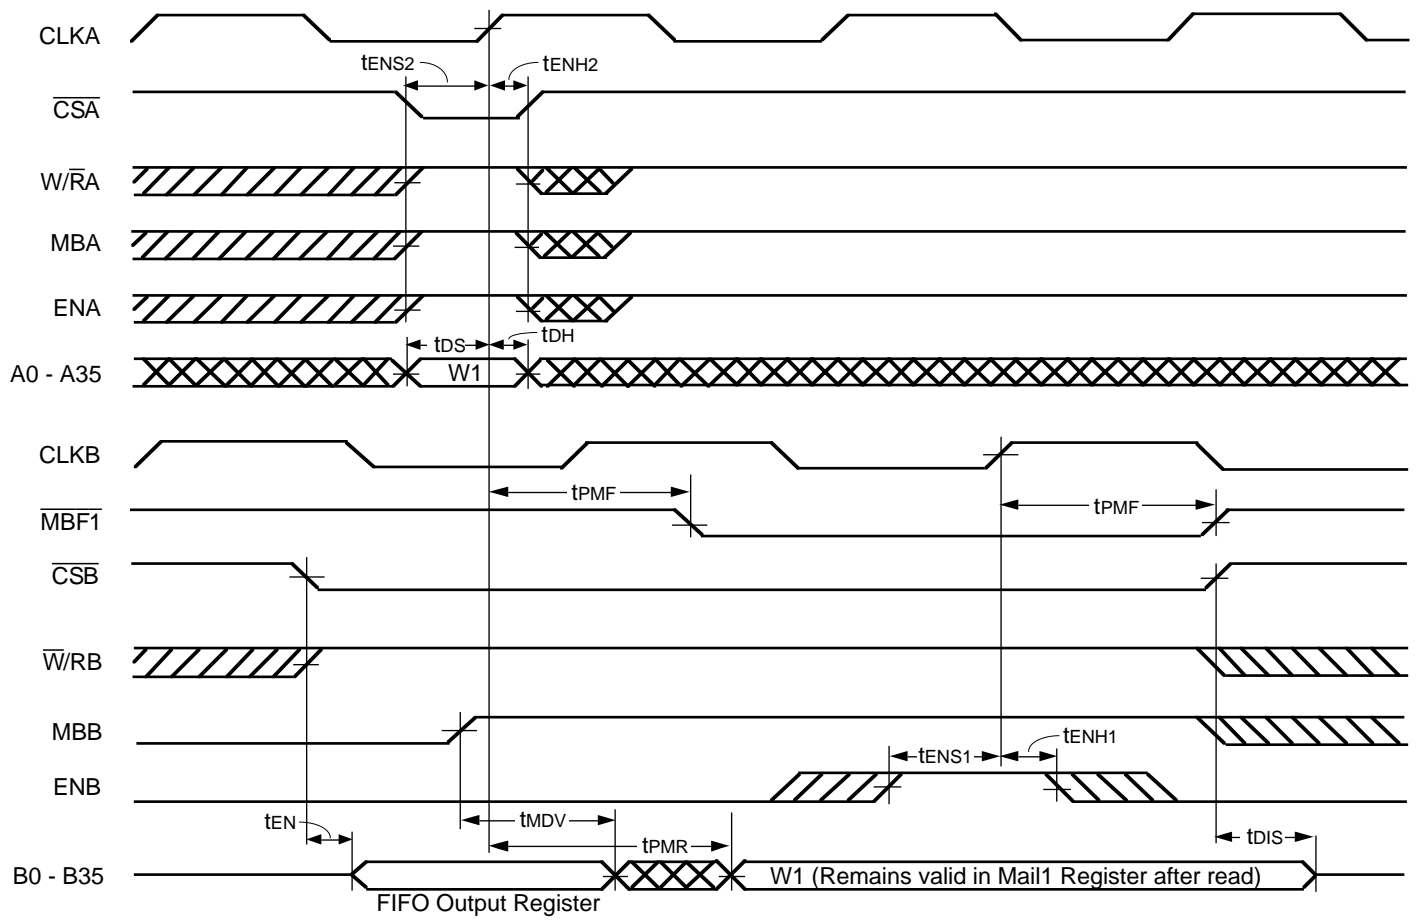 CLKA
tENS2
tENH2
CSA
W/RA
MBA
ENA
tDS
tDH
A0 - A35
W1
CLKB
tPMF
tPMF
MBF1
CSB
W/RB
MBB
tENS1
tENH1
ENB
tEN
tMDV
tPMR
tDIS
B0 - B35
W1 (Remains valid in Mail1 Register after read)
FIFO Output Register